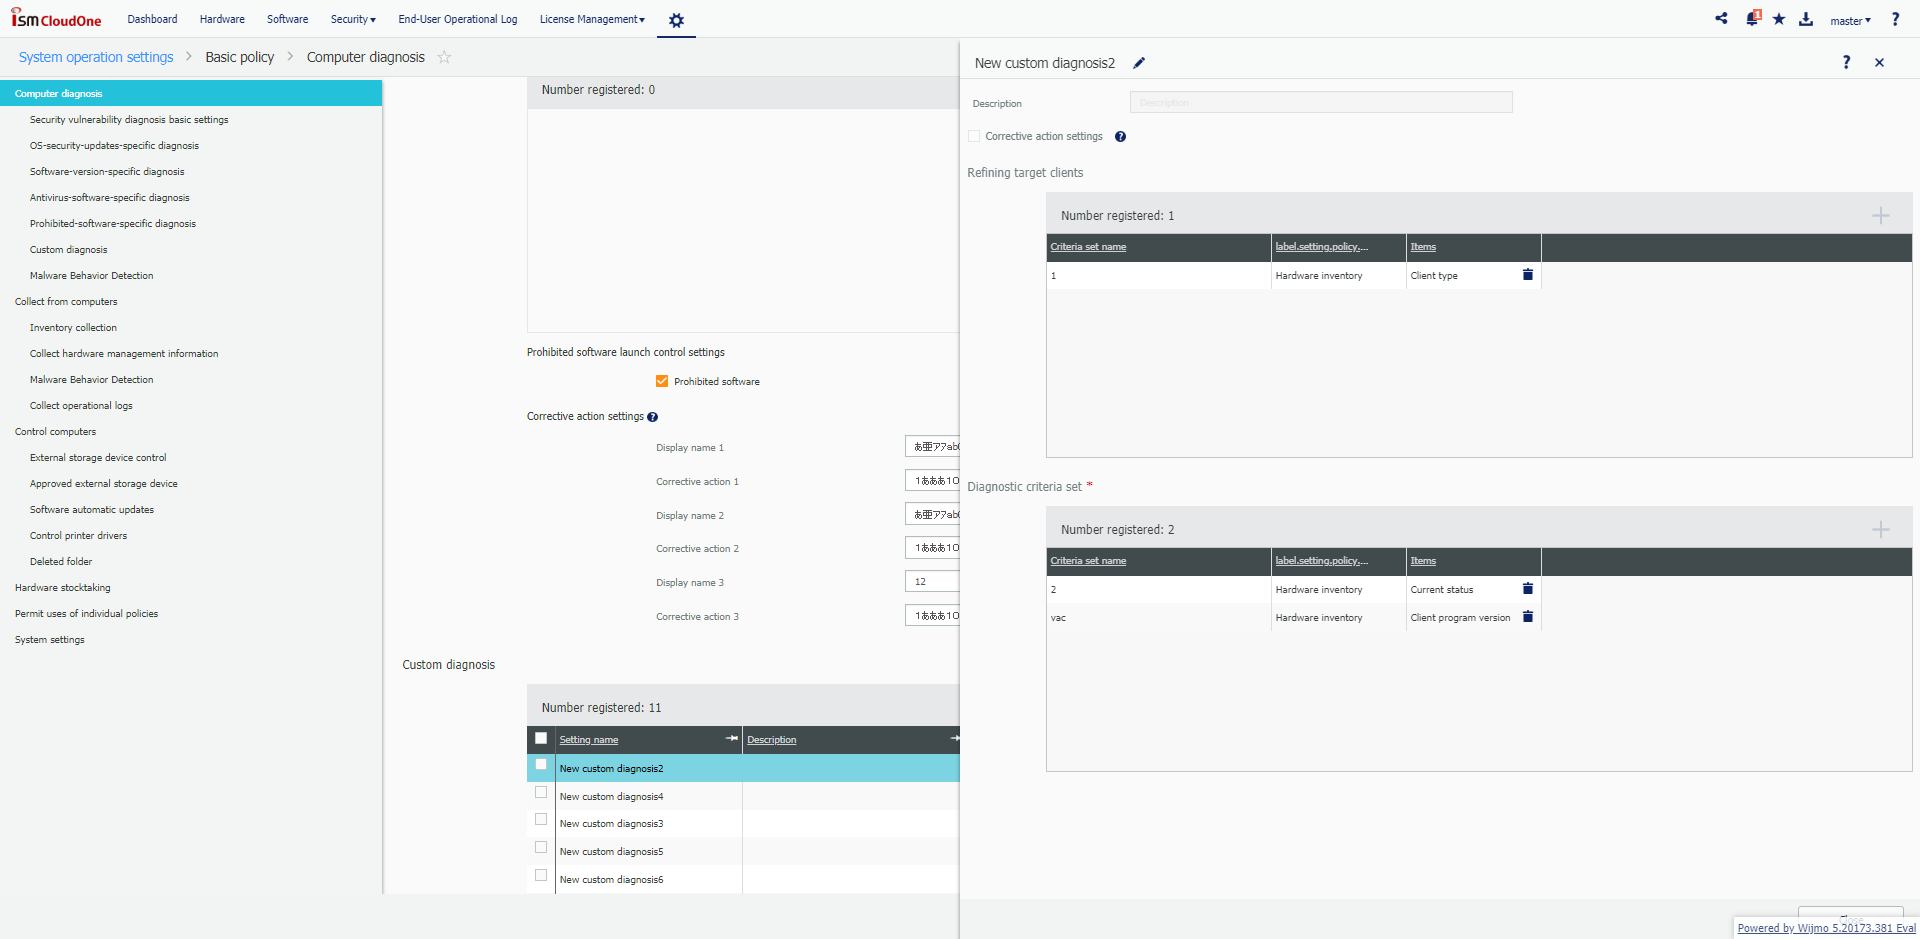 ism CloudOne
Dashboard Hardware Software Security▾ End-User Operational Log License Management▾
1 master▾ ?
System operation settings > Basic policy > Computer diagnosis ☆
Computer diagnosis
Security vulnerability diagnosis basic settings
OS-security-updates-specific diagnosis
Software-version-specific diagnosis
Antivirus-software-specific diagnosis
Prohibited-software-specific diagnosis
Custom diagnosis
Malware Behavior Detection
Collect from computers
Inventory collection
Collect hardware management information
Malware Behavior Detection
Collect operational logs
Control computers
External storage device control
Approved external storage device
Software automatic updates
Control printer drivers
Deleted folder
Hardware stocktaking
Permit uses of individual policies
System settings
Number registered: 0
Prohibited software launch control settings
Prohibited software
Corrective action settings ?
Display name 1 あ亜アｱab
Corrective action 1 1あああ10
Display name 2 あ亜アｱab
Corrective action 2 1あああ10
Display name 3 12
Corrective action 3 1あああ10
Custom diagnosis
Number registered: 11
Setting name Description
New custom diagnosis2
New custom diagnosis4
New custom diagnosis3
New custom diagnosis5
New custom diagnosis6
New custom diagnosis2 ? ×
Description Description
Corrective action settings ?
Refining target clients
Number registered: 1 +
Criteria set name label.setting.policy.... Items
1 Hardware inventory Client type
Diagnostic criteria set *
Number registered: 2 +
Criteria set name label.setting.policy.... Items
2 Hardware inventory Current status
vac Hardware inventory Client program version
Close
Powered by Wijmo 5.20173.381 Eval